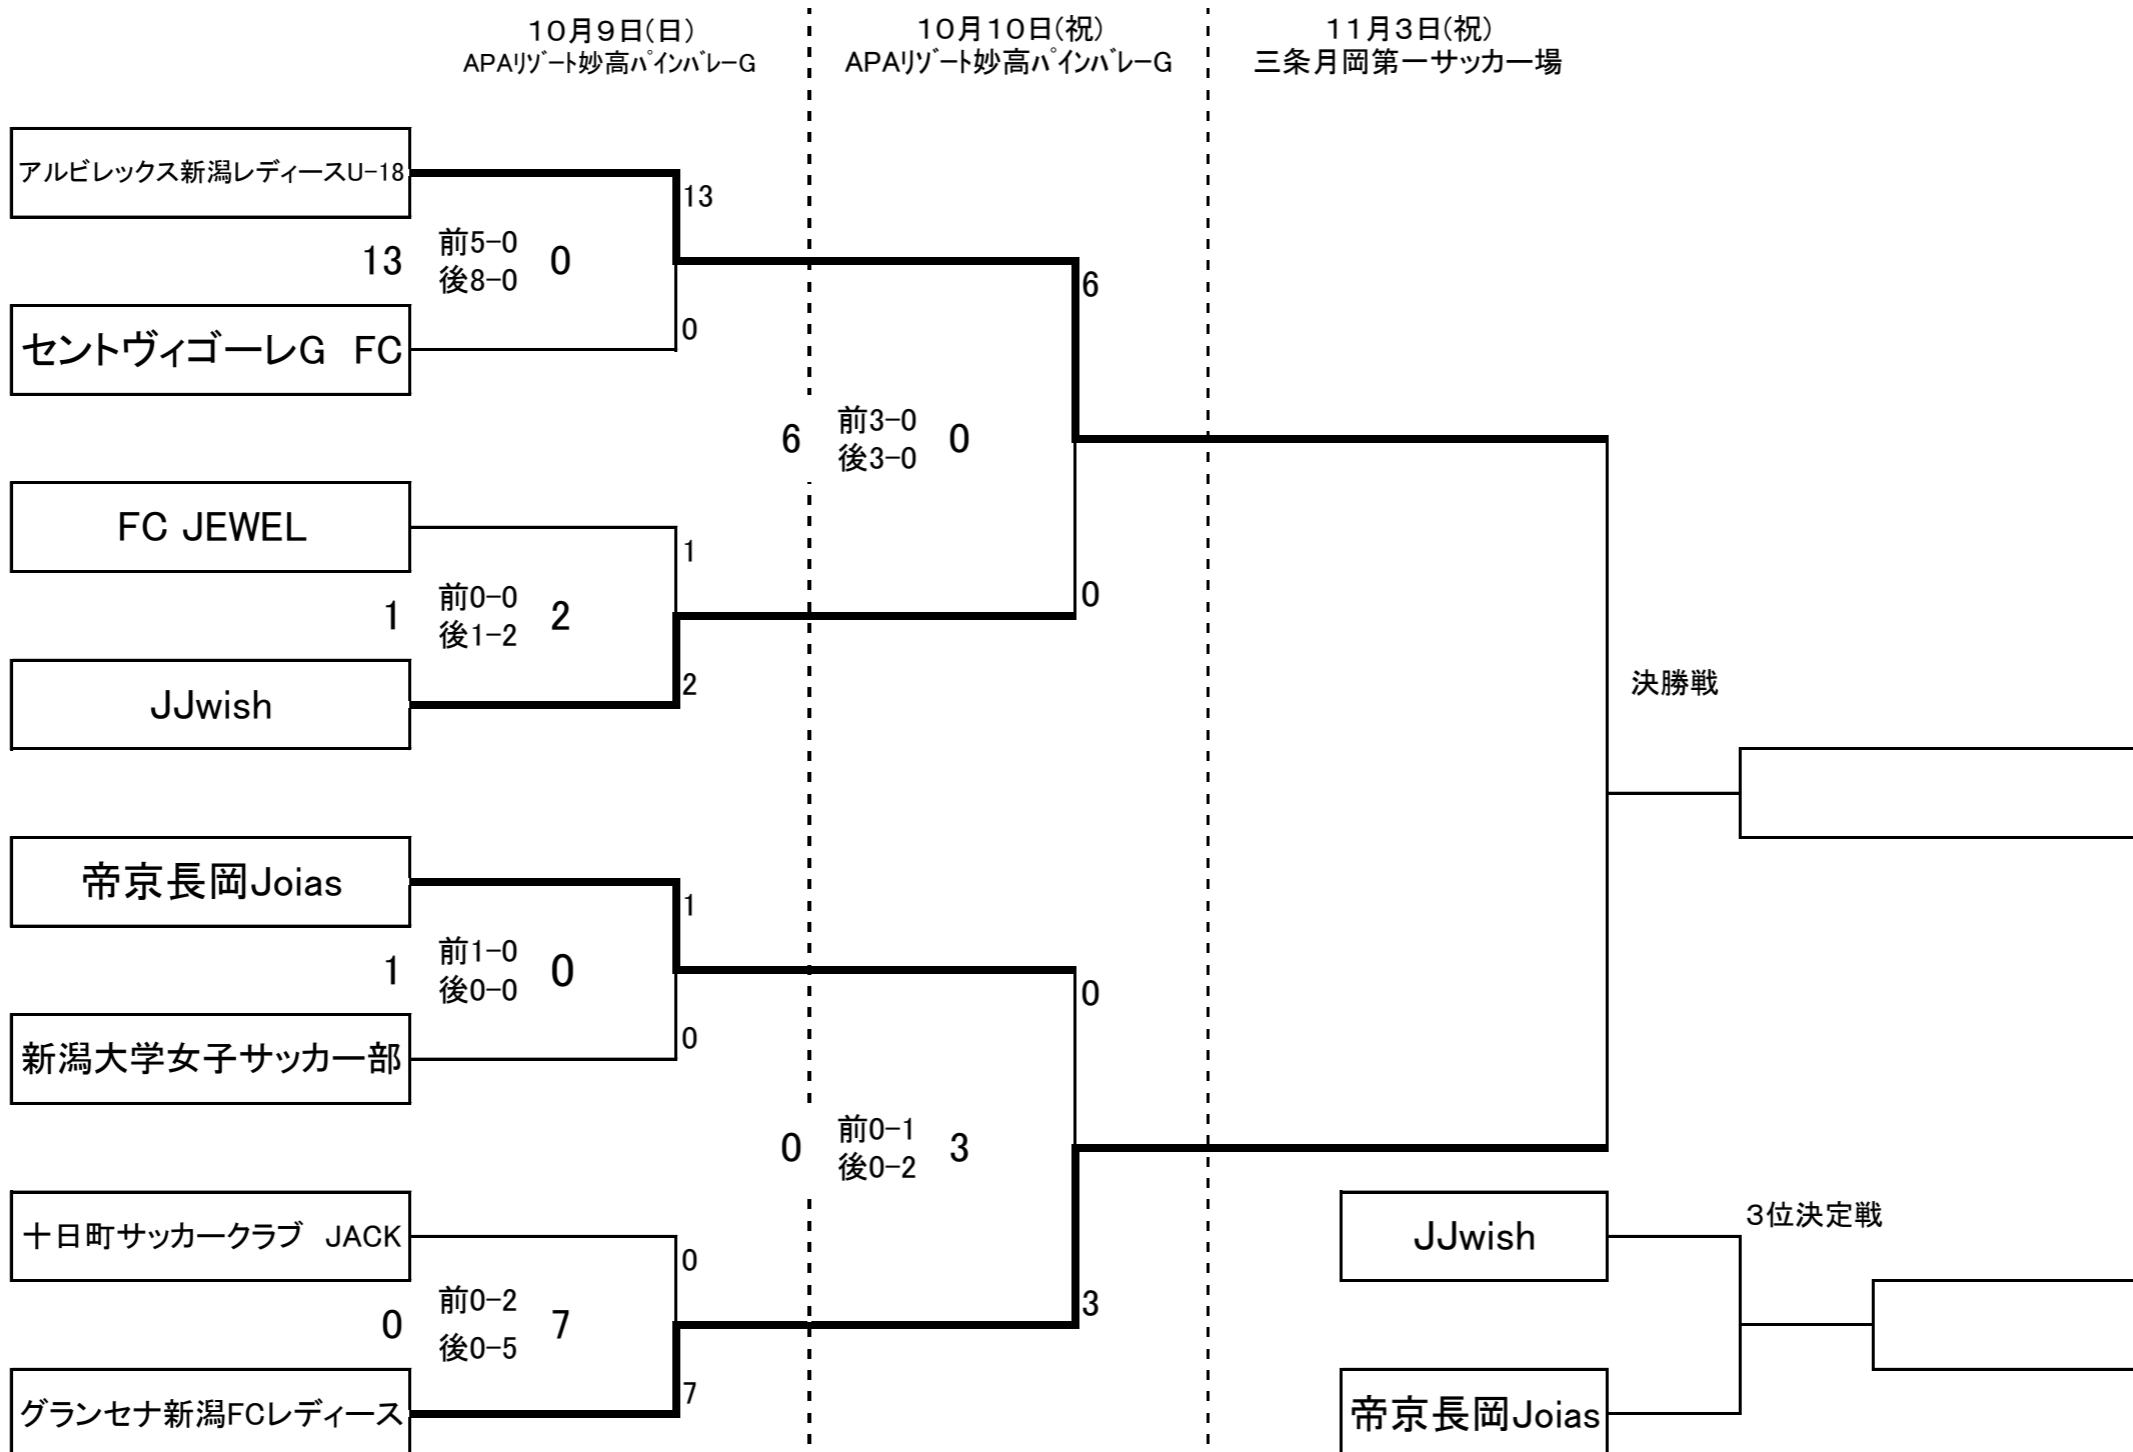 10月9日(日)
APAリゾート妙高パインバレーG
10月10日(祝)
APAリゾート妙高パインバレーG
11月3日(祝)
三条月岡第一サッカー場
アルビレックス新潟レディースU-18
13
13
前5-0
後8-0
0
セントヴィゴーレG　FC
0
6
6
前3-0
後3-0
0
0
FC JEWEL
1
1
前0-0
後1-2
2
JJwish
2
決勝戦
帝京長岡Joias
1
1
前1-0
後0-0
0
新潟大学女子サッカー部
0
0
0
前0-1
後0-2
3
3
十日町サッカークラブ　JACK
0
0
前0-2
後0-5
7
グランセナ新潟FCレディース
7
3位決定戦
JJwish
帝京長岡Joias